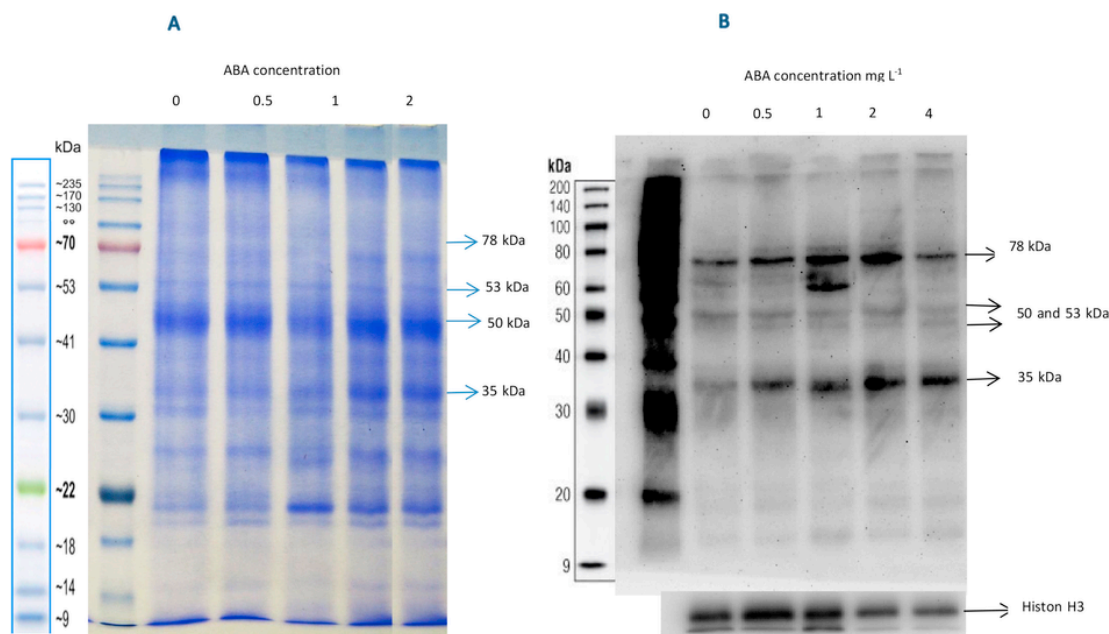 A
ABA concentration
0 0.5 1 2
kDa
~235
~170
~130
°°
~70
~53
~41
~30
~22
~18
~14
~9
78 kDa
53 kDa
50 kDa
35 kDa
B
ABA concentration mg L⁻¹
0 0.5 1 2 4
kDa
200
140
100
80
60
50
40
30
20
9
78 kDa
50 and 53 kDa
35 kDa
Histon H3